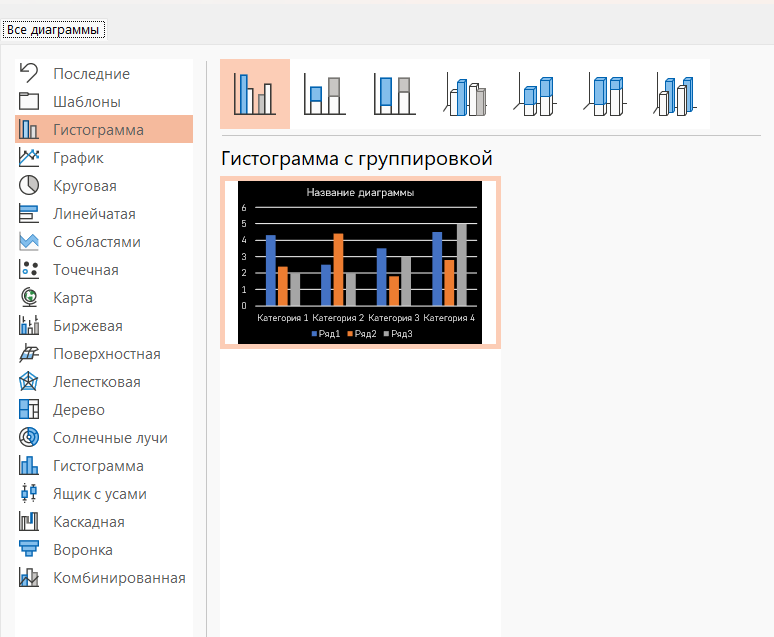 Все диаграммы
Последние
Шаблоны
Гистограмма
График
Круговая
Линейчатая
С областями
Точечная
Карта
Биржевая
Поверхностная
Лепестковая
Дерево
Солнечные лучи
Гистограмма
Ящик с усами
Каскадная
Воронка
Комбинированная
Гистограмма с группировкой
Название диаграммы
6
5
4
3
2
1
0
Категория 1 Категория 2 Категория 3 Категория 4
Ряд1 Ряд2 Ряд3